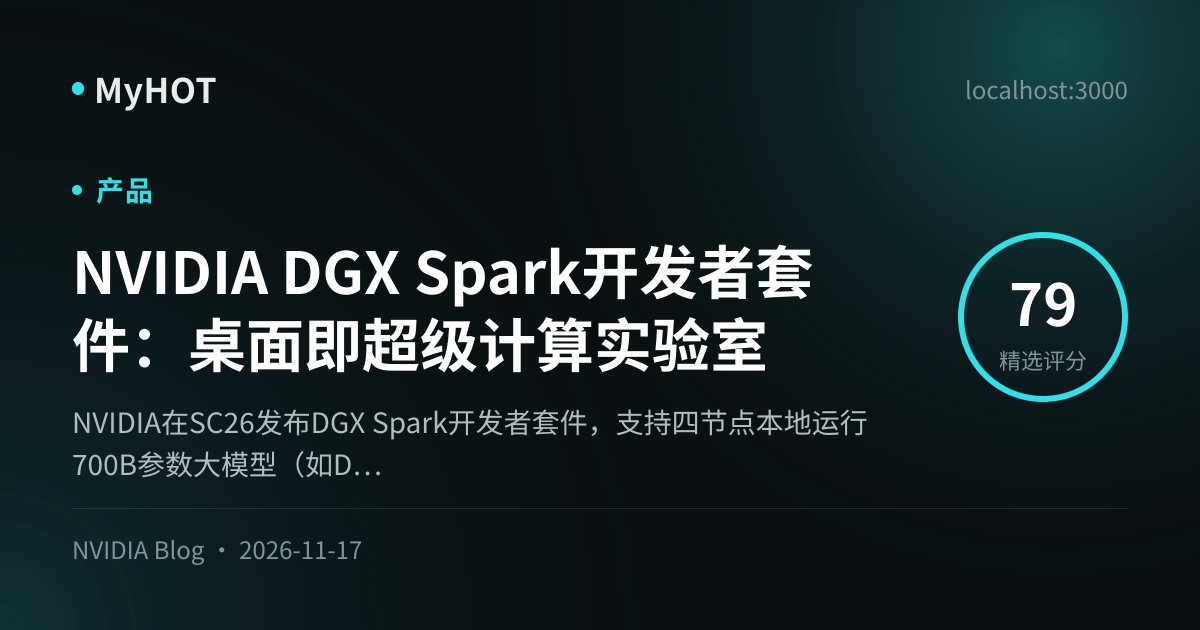 MyHOT
localhost:3000
产品
NVIDIA DGX Spark开发者套
件：桌面即超级计算实验室
79
精选评分
NVIDIA在SC26发布DGX Spark开发者套件，支持四节点本地运行
700B参数大模型（如D…
NVIDIA Blog · 2026-11-17